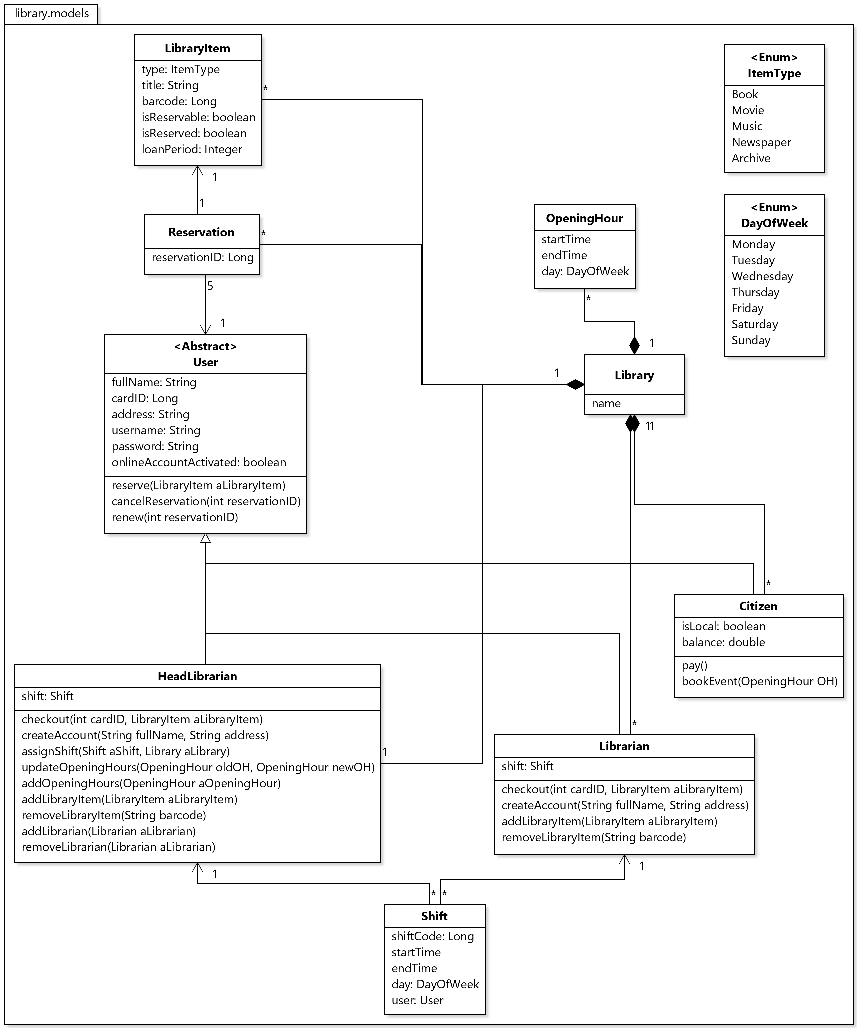 library.models
LibraryItem
type: ItemType
title: String
barcode: Long
isReservable: boolean
isReserved: boolean
loanPeriod: Integer
*
1
1
Reservation
reservationID: Long
*
5
1
<Abstract>
User
fullName: String
cardID: Long
address: String
username: String
password: String
onlineAccountActivated: boolean
reserve(LibraryItem aLibraryItem)
cancelReservation(int reservationID)
renew(int reservationID)
<Enum>
ItemType
Book
Movie
Music
Newspaper
Archive
<Enum>
DayOfWeek
Monday
Tuesday
Wednesday
Thursday
Friday
Saturday
Sunday
OpeningHour
startTime
endTime
day: DayOfWeek
*
1
1
Library
name
11
*
Citizen
isLocal: boolean
balance: double
pay()
bookEvent(OpeningHour OH)
HeadLibrarian
shift: Shift
checkout(int cardID, LibraryItem aLibraryItem)
createAccount(String fullName, String address)
assignShift(Shift aShift, Library aLibrary)
updateOpeningHours(OpeningHour oldOH, OpeningHour newOH)
addOpeningHours(OpeningHour aOpeningHour)
addLibraryItem(LibraryItem aLibraryItem)
removeLibraryItem(String barcode)
addLibrarian(Librarian aLibrarian)
removeLibrarian(Librarian aLibrarian)
1
*
Librarian
shift: Shift
checkout(int cardID, LibraryItem aLibraryItem)
createAccount(String fullName, String address)
addLibraryItem(LibraryItem aLibraryItem)
removeLibraryItem(String barcode)
1
1
* *
Shift
shiftCode: Long
startTime
endTime
day: DayOfWeek
user: User